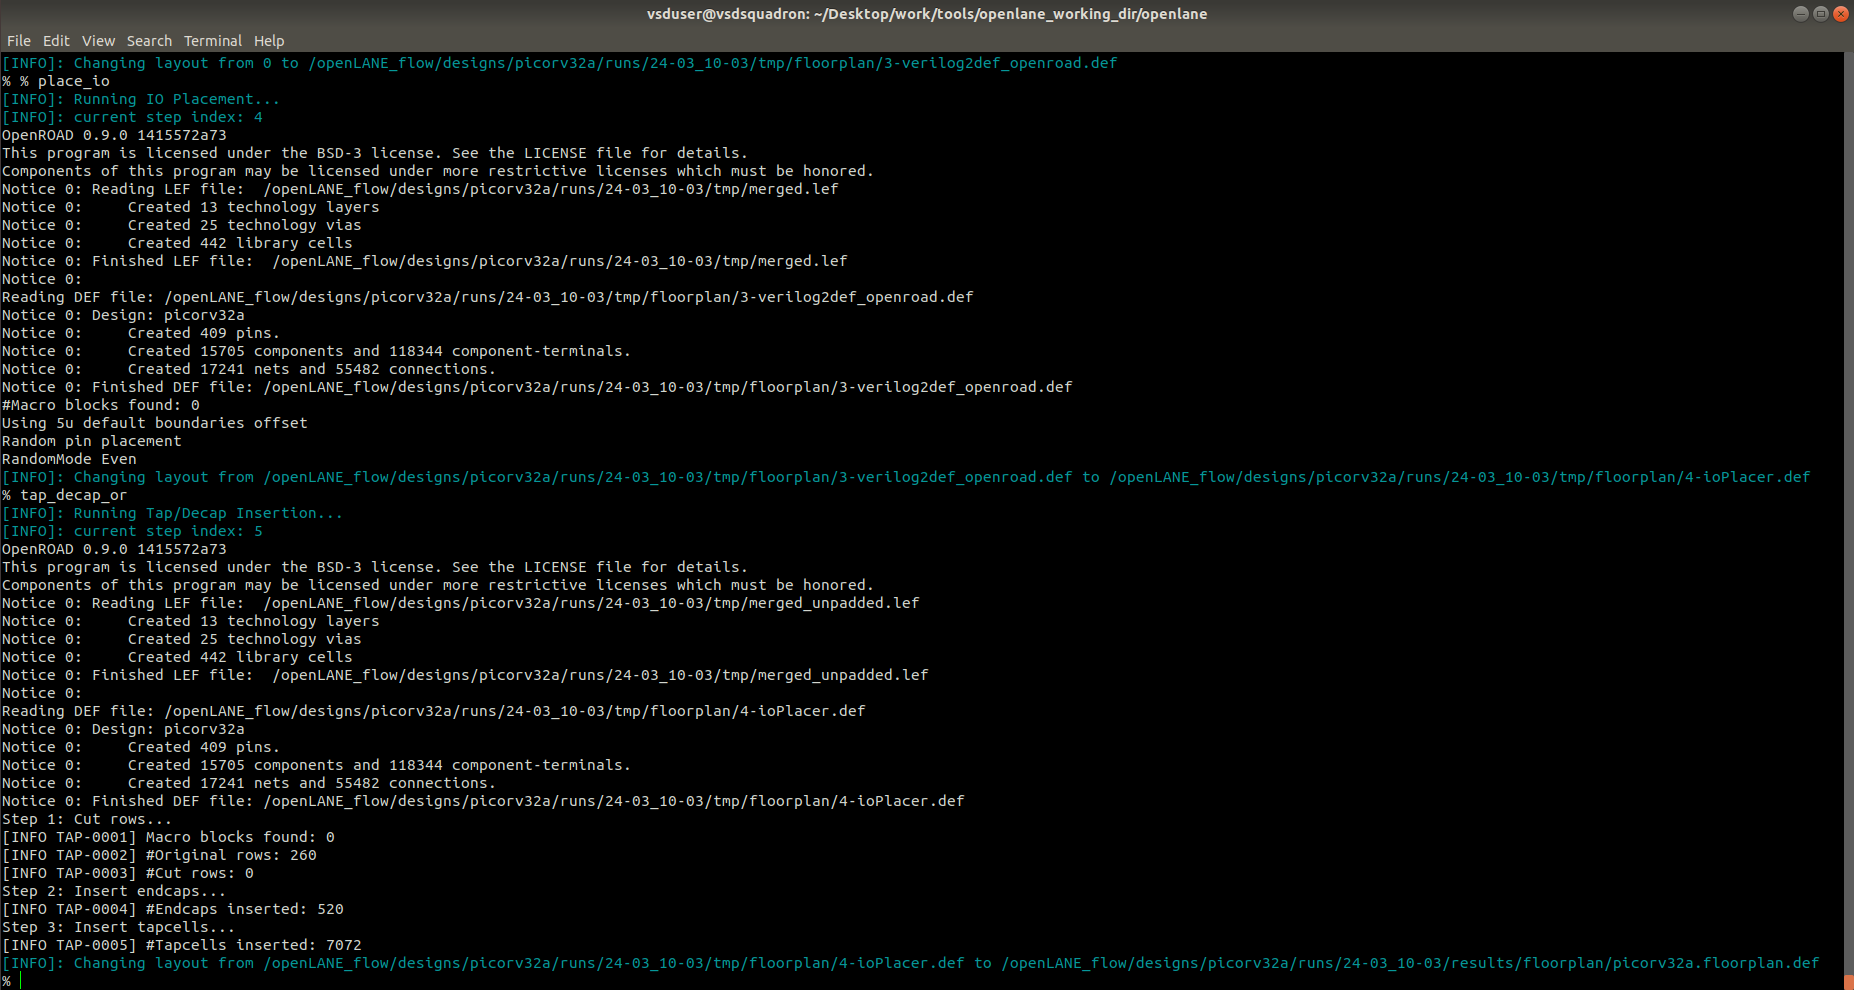 vsduser@vsdsquadron: ~/Desktop/work/tools/openlane_working_dir/openlane
File Edit View Search Terminal Help
[INFO]: Changing layout from 0 to /openLANE_flow/designs/picorv32a/runs/24-03_10-03/tmp/floorplan/3-verilog2def_openroad.def
% % place_io
[INFO]: Running IO Placement...
[INFO]: current step index: 4
OpenROAD 0.9.0 1415572a73
This program is licensed under the BSD-3 license. See the LICENSE file for details.
Components of this program may be licensed under more restrictive licenses which must be honored.
Notice 0: Reading LEF file:  /openLANE_flow/designs/picorv32a/runs/24-03_10-03/tmp/merged.lef
Notice 0:     Created 13 technology layers
Notice 0:     Created 25 technology vias
Notice 0:     Created 442 library cells
Notice 0: Finished LEF file:  /openLANE_flow/designs/picorv32a/runs/24-03_10-03/tmp/merged.lef
Notice 0:
Reading DEF file: /openLANE_flow/designs/picorv32a/runs/24-03_10-03/tmp/floorplan/3-verilog2def_openroad.def
Notice 0: Design: picorv32a
Notice 0:     Created 409 pins.
Notice 0:     Created 15705 components and 118344 component-terminals.
Notice 0:     Created 17241 nets and 55482 connections.
Notice 0: Finished DEF file: /openLANE_flow/designs/picorv32a/runs/24-03_10-03/tmp/floorplan/3-verilog2def_openroad.def
#Macro blocks found: 0
Using 5u default boundaries offset
Random pin placement
RandomMode Even
[INFO]: Changing layout from /openLANE_flow/designs/picorv32a/runs/24-03_10-03/tmp/floorplan/3-verilog2def_openroad.def to /openLANE_flow/designs/picorv32a/runs/24-03_10-03/tmp/floorplan/4-ioPlacer.def
% tap_decap_or
[INFO]: Running Tap/Decap Insertion...
[INFO]: current step index: 5
OpenROAD 0.9.0 1415572a73
This program is licensed under the BSD-3 license. See the LICENSE file for details.
Components of this program may be licensed under more restrictive licenses which must be honored.
Notice 0: Reading LEF file:  /openLANE_flow/designs/picorv32a/runs/24-03_10-03/tmp/merged_unpadded.lef
Notice 0:     Created 13 technology layers
Notice 0:     Created 25 technology vias
Notice 0:     Created 442 library cells
Notice 0: Finished LEF file:  /openLANE_flow/designs/picorv32a/runs/24-03_10-03/tmp/merged_unpadded.lef
Notice 0:
Reading DEF file: /openLANE_flow/designs/picorv32a/runs/24-03_10-03/tmp/floorplan/4-ioPlacer.def
Notice 0: Design: picorv32a
Notice 0:     Created 409 pins.
Notice 0:     Created 15705 components and 118344 component-terminals.
Notice 0:     Created 17241 nets and 55482 connections.
Notice 0: Finished DEF file: /openLANE_flow/designs/picorv32a/runs/24-03_10-03/tmp/floorplan/4-ioPlacer.def
Step 1: Cut rows...
[INFO TAP-0001] Macro blocks found: 0
[INFO TAP-0002] #Original rows: 260
[INFO TAP-0003] #Cut rows: 0
Step 2: Insert endcaps...
[INFO TAP-0004] #Endcaps inserted: 520
Step 3: Insert tapcells...
[INFO TAP-0005] #Tapcells inserted: 7072
[INFO]: Changing layout from /openLANE_flow/designs/picorv32a/runs/24-03_10-03/tmp/floorplan/4-ioPlacer.def to /openLANE_flow/designs/picorv32a/runs/24-03_10-03/results/floorplan/picorv32a.floorplan.def
%